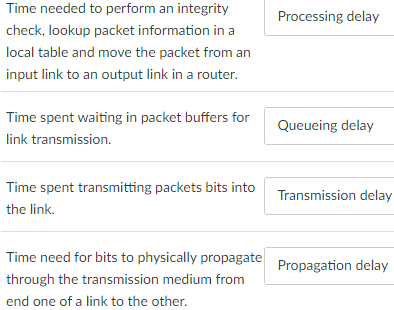 Time needed to perform an integrity
check, lookup packet information in a
local table and move the packet from an
input link to an output link in a router.
Processing delay
Time spent waiting in packet buffers for
link transmission.
Queueing delay
Time spent transmitting packets bits into
the link.
Transmission delay
Time need for bits to physically propagate
through the transmission medium from
end one of a link to the other.
Propagation delay